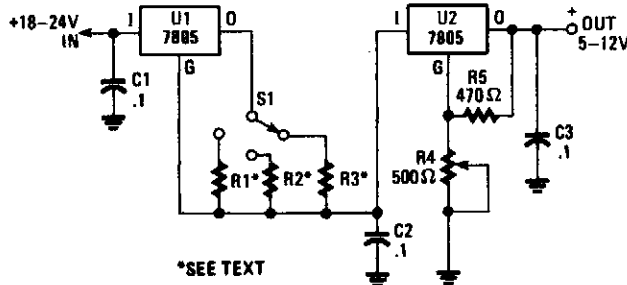 +18-24V
IN
I
U1
7805
O
G
C1
.1
S1
R1*
R2*
R3*
*SEE TEXT
C2
.1
I
U2
7805
O
G
R5
470Ω
R4
500Ω
C3
.1
+
OUT
5-12V